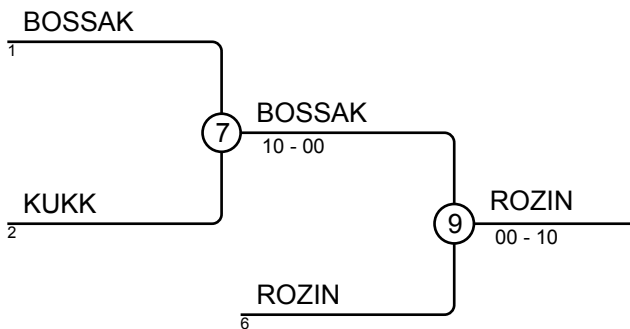 BOSSAK
1
7
BOSSAK
10 - 00
KUKK
2
9
ROZIN
00 - 10
ROZIN
6